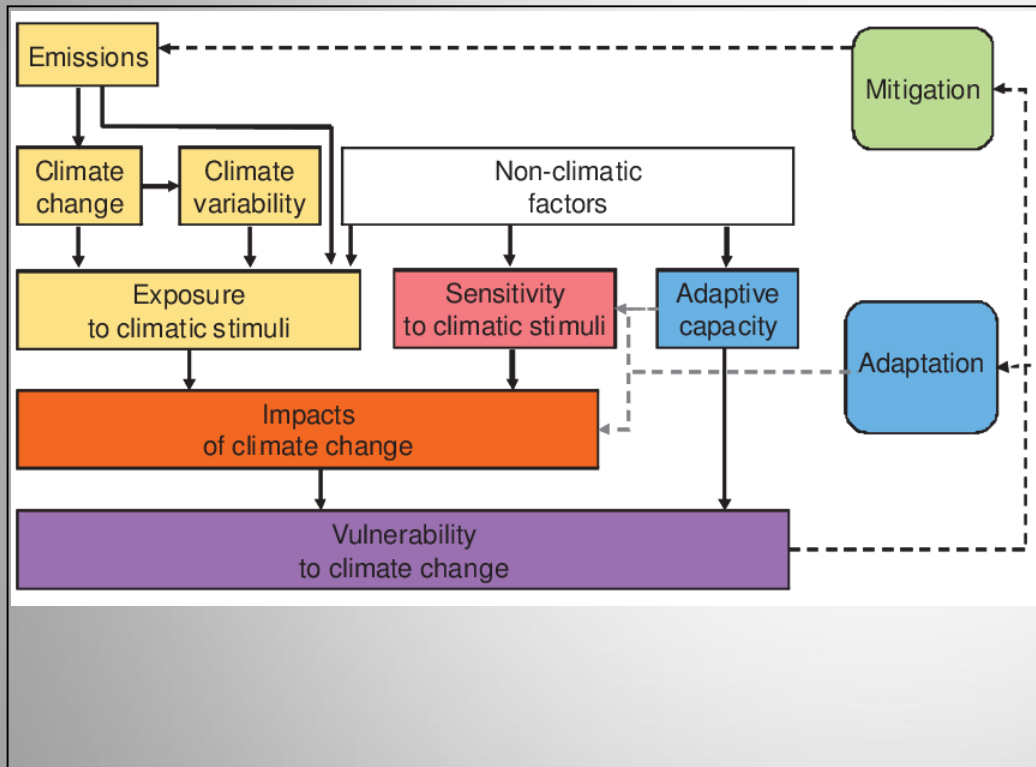 Emissions
Mitigation
Climate
change
Climate
variability
Non-climatic
factors
Exposure
to climatic stimuli
Sensitivity
to climatic stimuli
Adaptive
capacity
Adaptation
Impacts
of climate change
Vulnerability
to climate change